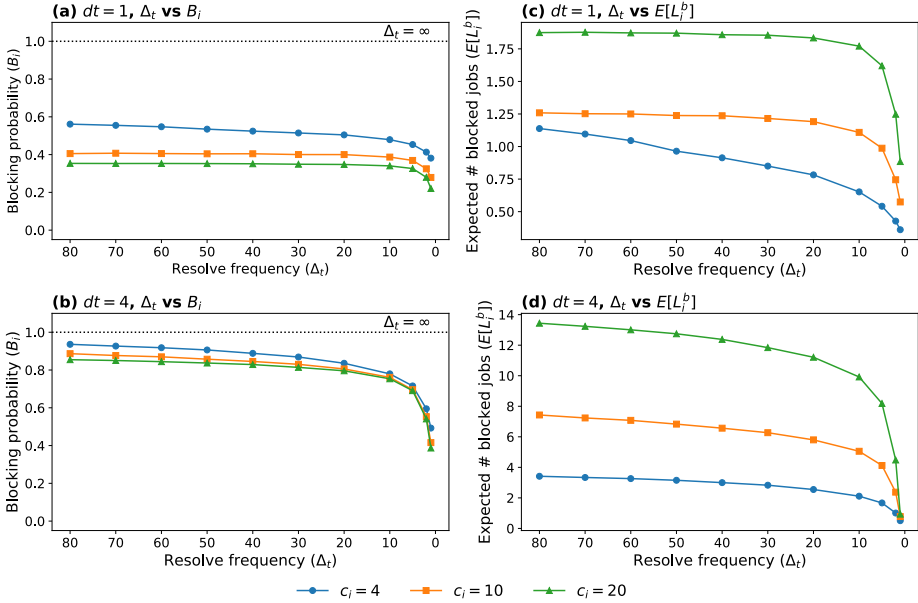 (a) dt = 1, Δt vs Bi
Δt = ∞
Blocking probability (Bi)
1.0
0.8
0.6
0.4
0.2
0.0
80 70 60 50 40 30 20 10 0
Resolve frequency (Δt)
(c) dt = 1, Δt vs E[Lᵢᵇ]
Expected # blocked jobs (E[Lᵢᵇ])
1.75
1.50
1.25
1.00
0.75
0.50
80 70 60 50 40 30 20 10 0
Resolve frequency (Δt)
(b) dt = 4, Δt vs Bi
Δt = ∞
Blocking probability (Bi)
1.0
0.8
0.6
0.4
0.2
0.0
80 70 60 50 40 30 20 10 0
Resolve frequency (Δt)
(d) dt = 4, Δt vs E[Lᵢᵇ]
Expected # blocked jobs (E[Lᵢᵇ])
14
12
10
8
6
4
2
0
80 70 60 50 40 30 20 10 0
Resolve frequency (Δt)
ci = 4 ci = 10 ci = 20